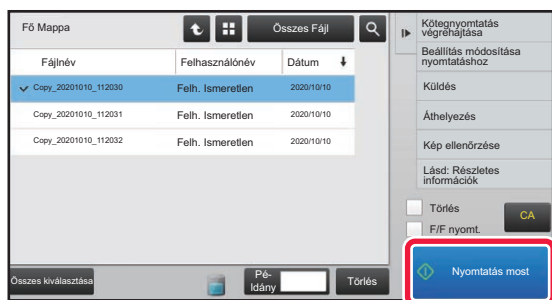 Fő Mappa
Összes Fájl
Fájlnév Felhasználónév Dátum
Copy_20201010_112030 Felh. Ismeretlen 2020/10/10
Copy_20201010_112031 Felh. Ismeretlen 2020/10/10
Copy_20201010_112032 Felh. Ismeretlen 2020/10/10
Összes kiválasztása
Pé-
ldány
Törlés
Kötegnyomtatás
végrehajtása
Beállítás módosítása
nyomtatáshoz
Küldés
Áthelyezés
Kép ellenőrzése
Lásd: Részletes
információk
Törlés
F/F nyomt.
CA
Nyomtatás most